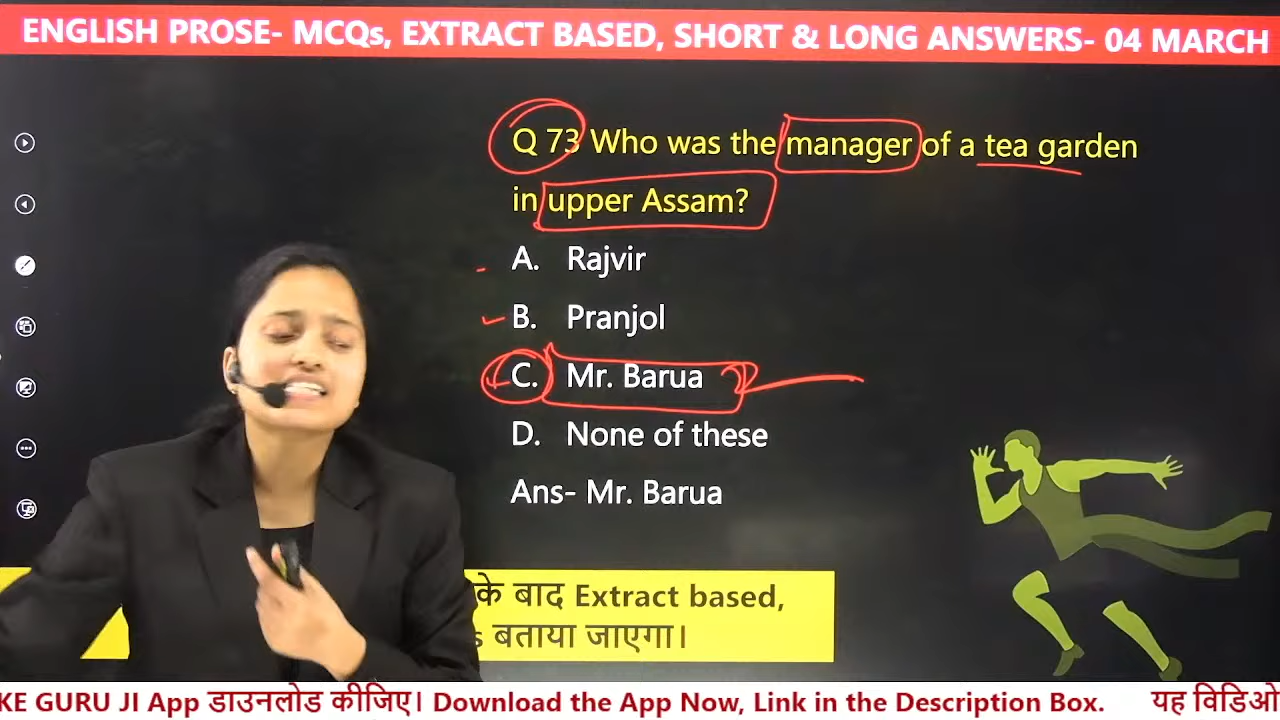 ENGLISH PROSE- MCQs, EXTRACT BASED, SHORT & LONG ANSWERS- 04 MARCH
Q 73 Who was the manager of a tea garden
in upper Assam?
A. Rajvir
B. Pranjol
C. Mr. Barua
D. None of these
Ans- Mr. Barua
के बाद Extract based,
बताया जाएगा।
KE GURU JI App डाउनलोड कीजिए। Download the App Now, Link in the Description Box. यह विडिओ